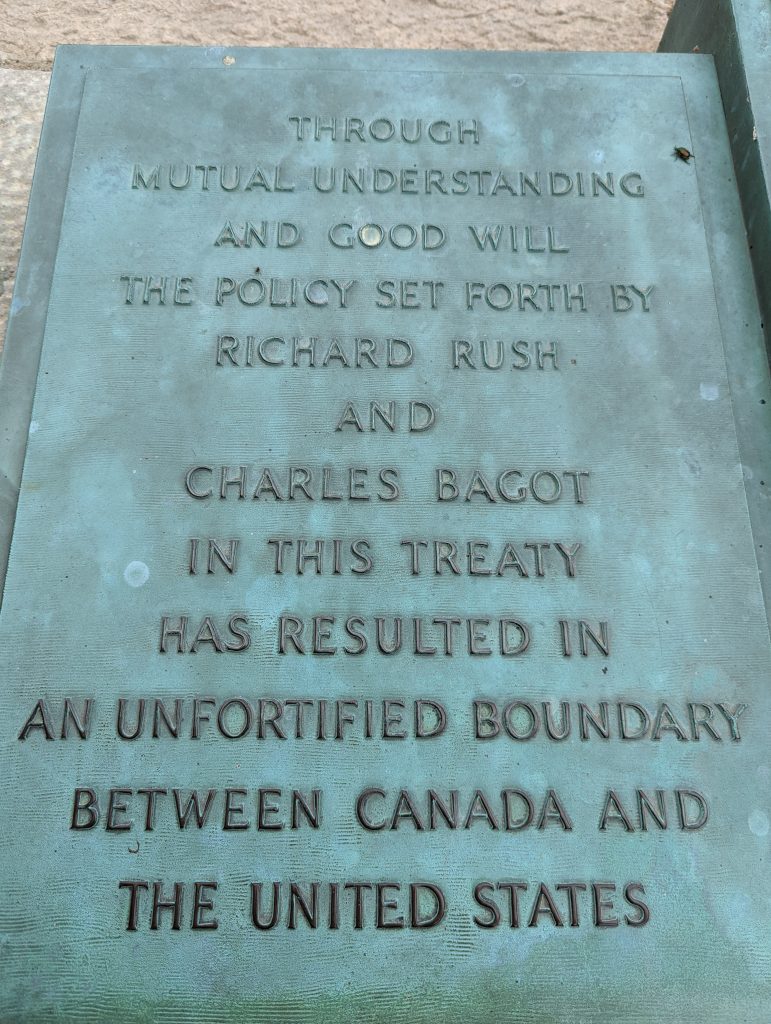 THROUGH
MUTUAL UNDERSTANDING
AND GOOD WILL
THE POLICY SET FORTH BY
RICHARD RUSH
AND
CHARLES BAGOT
IN THIS TREATY
HAS RESULTED IN
AN UNFORTIFIED BOUNDARY
BETWEEN CANADA AND
THE UNITED STATES